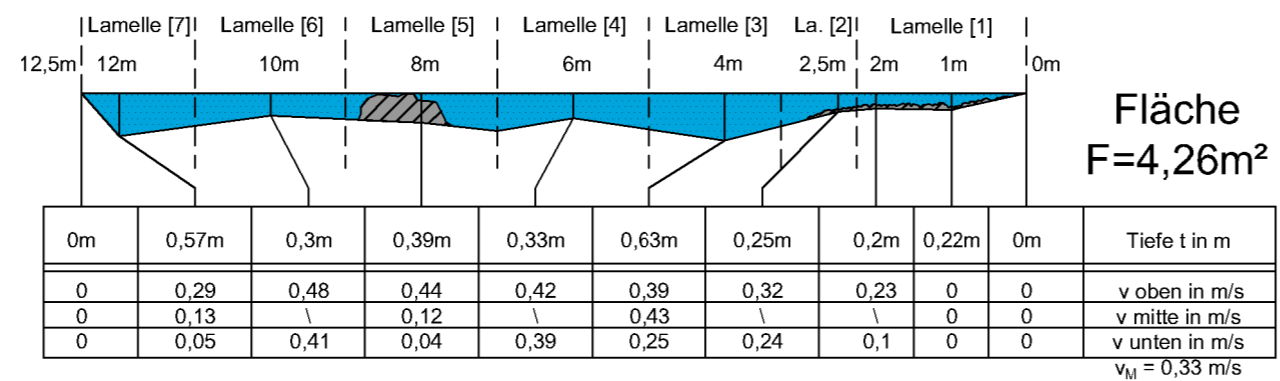 Lamelle [7] Lamelle [6] Lamelle [5] Lamelle [4] Lamelle [3] La. [2] Lamelle [1]
12,5m 12m 10m 8m 6m 4m 2,5m 2m 1m 0m
Fläche
F=4,26m²
0m 0,57m 0,3m 0,39m 0,33m 0,63m 0,25m 0,2m 0,22m 0m Tiefe t in m
0 0,29 0,48 0,44 0,42 0,39 0,32 0,23 0 0 v oben in m/s
0 0,13 \ 0,12 \ 0,43 \ \ 0 0 v mitte in m/s
0 0,05 0,41 0,04 0,39 0,25 0,24 0,1 0 0 v unten in m/s
v_M = 0,33 m/s